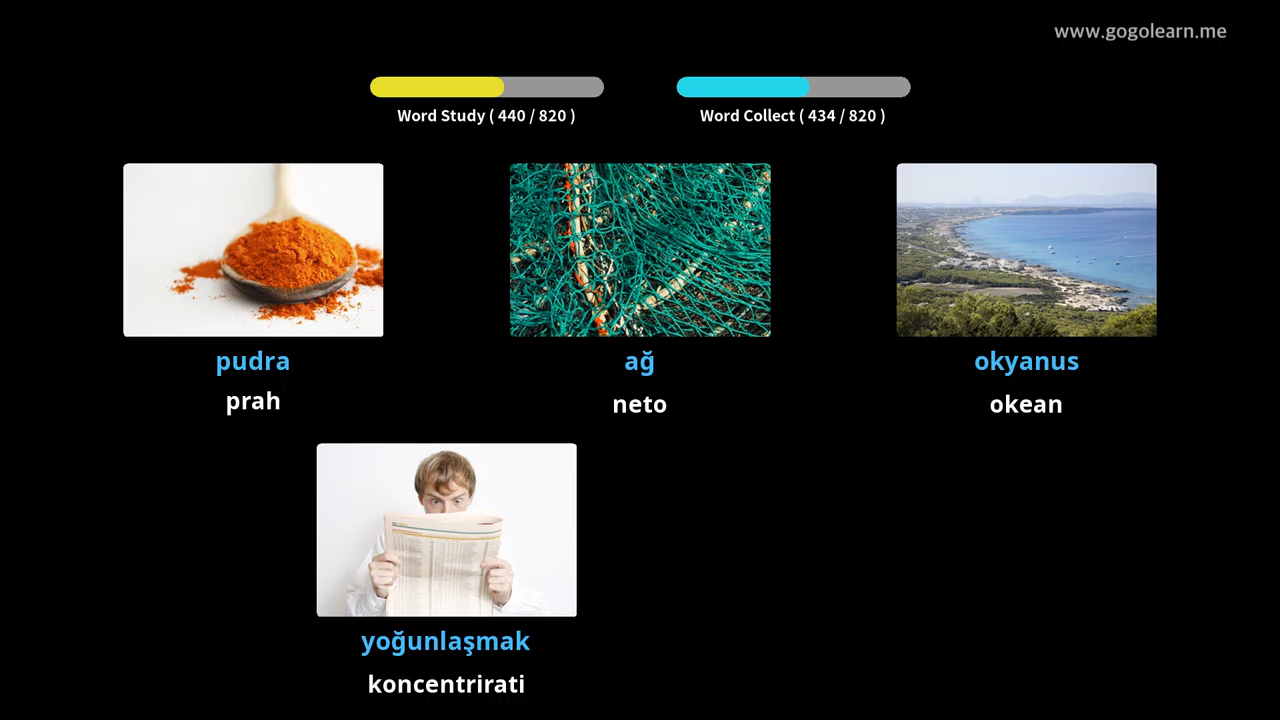 www.gogolearn.me
Word Study ( 440 / 820 )
Word Collect ( 434 / 820 )
pudra
prah
ağ
neto
okyanus
okean
yoğunlaşmak
koncentrirati